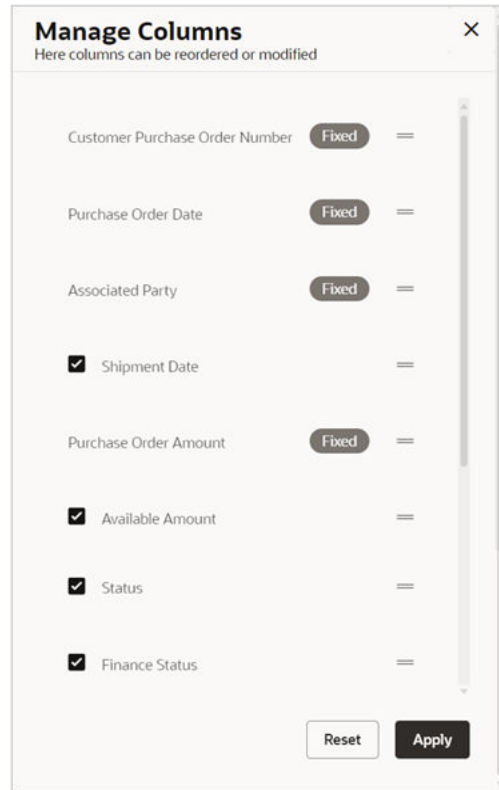 Manage Columns
Here columns can be reordered or modified
Customer Purchase Order Number Fixed
Purchase Order Date Fixed
Associated Party Fixed
Shipment Date
Purchase Order Amount Fixed
Available Amount
Status
Finance Status
Reset Apply